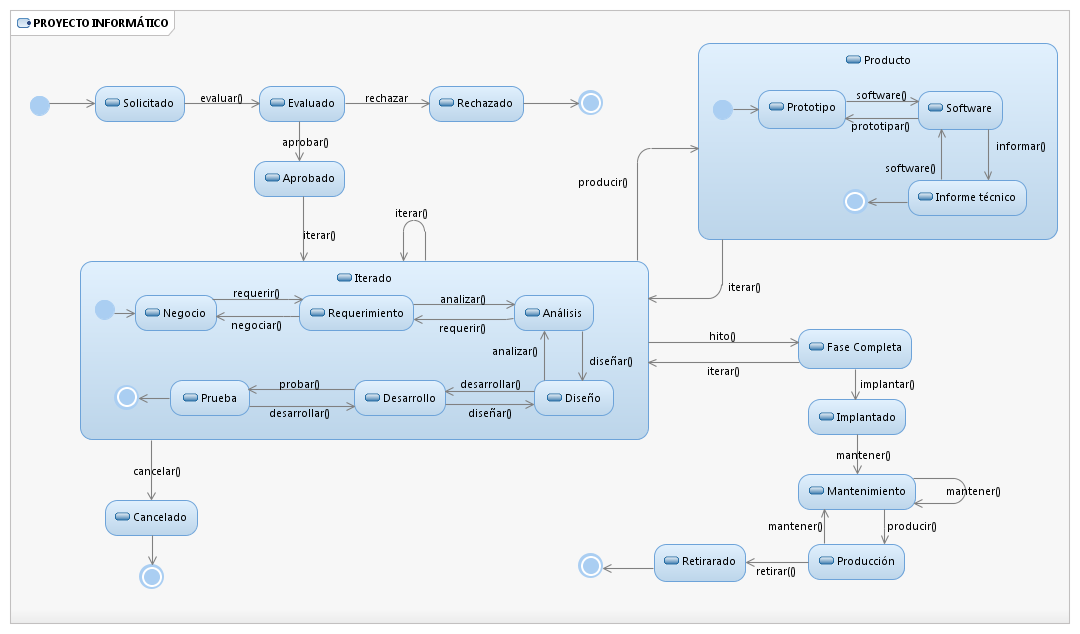 PROYECTO INFORMÁTICO
Producto
Solicitado
evaluar()
Evaluado
rechazar
Rechazado
Prototipo
software()
Software
prototipar()
aprobar()
informar()
software()
Aprobado
producir()
Informe técnico
iterar()
iterar()
Iterado
iterar()
requerir()
analizar()
Negocio
Requerimiento
Análisis
negociar()
requerir()
hito()
Fase Completa
analizar()
diseñar()
iterar()
probar()
desarrollar()
implantar()
Prueba
Desarrollo
Diseño
desarrollar()
diseñar()
Implantado
mantener()
cancelar()
Mantenimiento
mantener()
Cancelado
mantener()
producir()
Retirarado
retirar(()
Producción